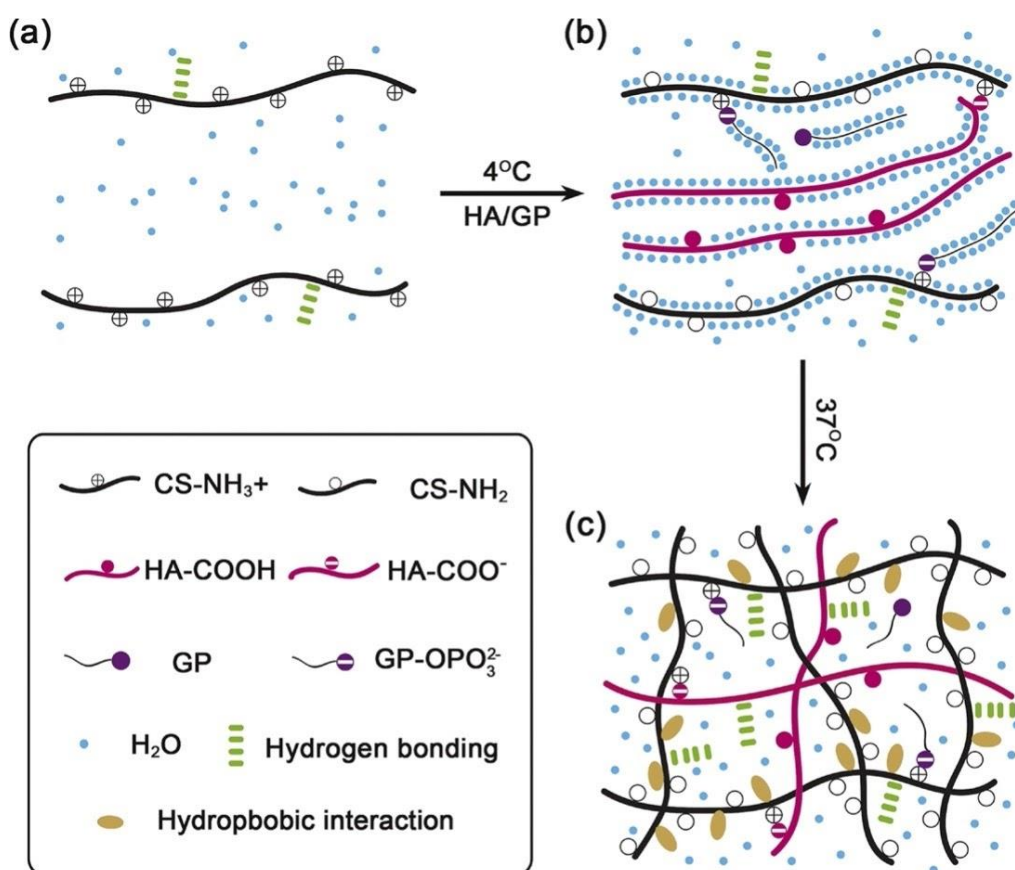 (a)
(b)
4°C
HA/GP
37°C
(c)
CS-NH₃+
CS-NH₂
HA-COOH
HA-COO⁻
GP
GP-OPO₃²⁻
H₂O
Hydrogen bonding
Hydropbobic interaction